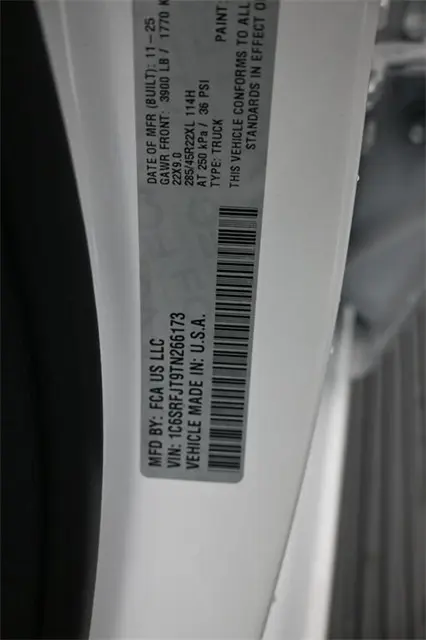 MFD BY: FCA US LLC
VIN: 1C6SRFJT9TN266173
VEHICLE MADE IN: U.S.A.
DATE OF MFR (BUILT): 11-25
GAWR FRONT: 3900 LB / 1770 K
22X9.0
285/45R22XL 114H
AT 250 kPa / 36 PSI
TYPE: TRUCK
PAINT:
THIS VEHICLE CONFORMS TO ALL
STANDARDS IN EFFECT O